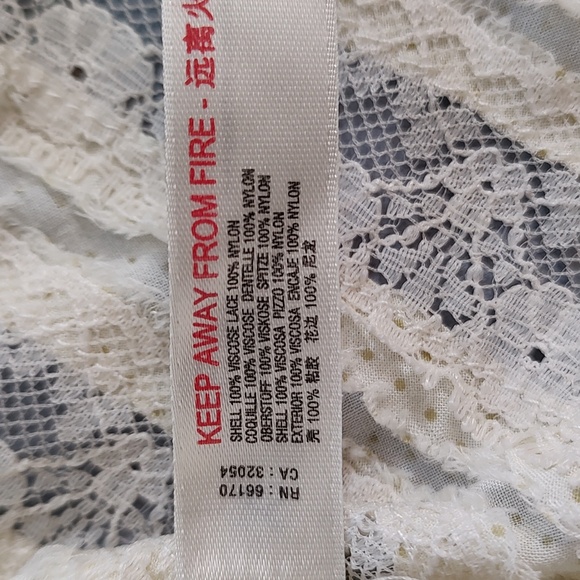 KEEP AWAY FROM FIRE - 远离火
SHELL 100% VISCOSE LACE 100% NYLON
COQUILLE 100% VISCOSE DENTELLE 100% NYLON
OBERSTOFF 100% VISKOSE SPITZE 100% NYLON
SHELL 100% VISCOSA PIZZO 100% NYLON
EXTERIOR 100% VISCOSA ENCAJE 100% NYLON
壳 100% 粘胶 花边 100% 尼龙
RN : 66170
CA : 32054